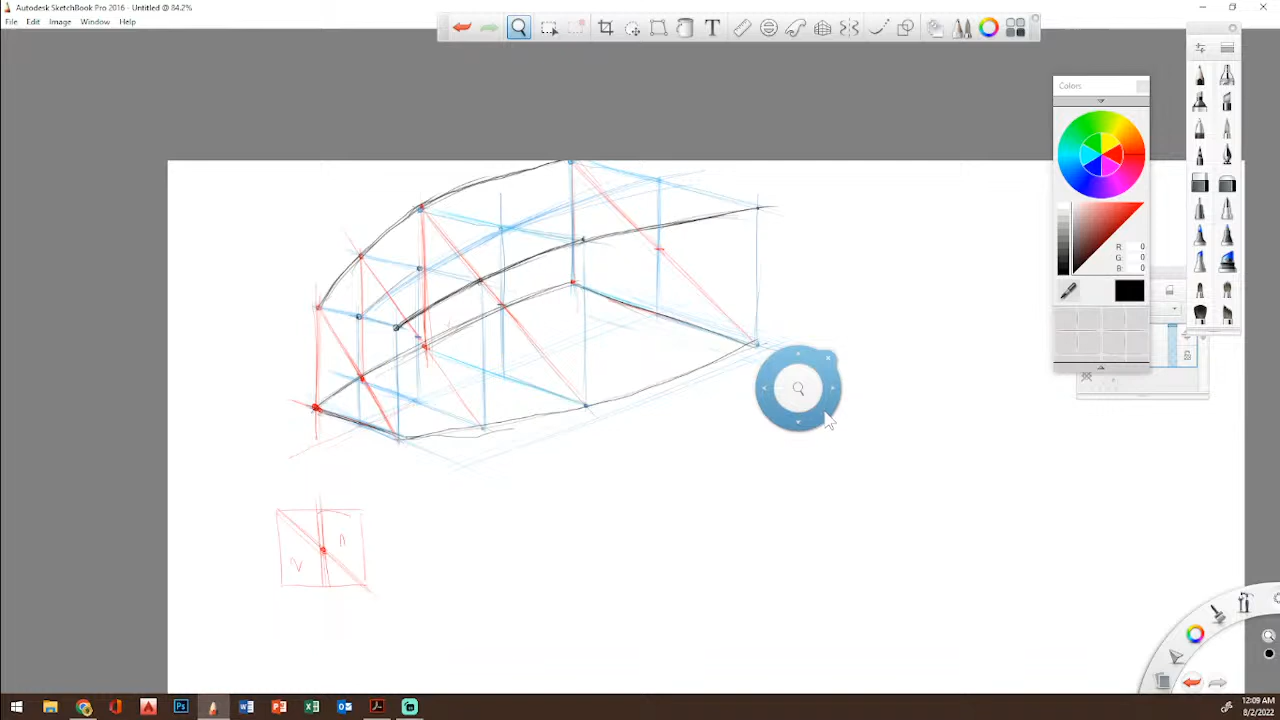 Autodesk SketchBook Pro 2016 - Untitled @ 84.2%
File Edit Image Window Help
T
Colors
R 0
G 0
B 0
12:09 AM
8/2/2022